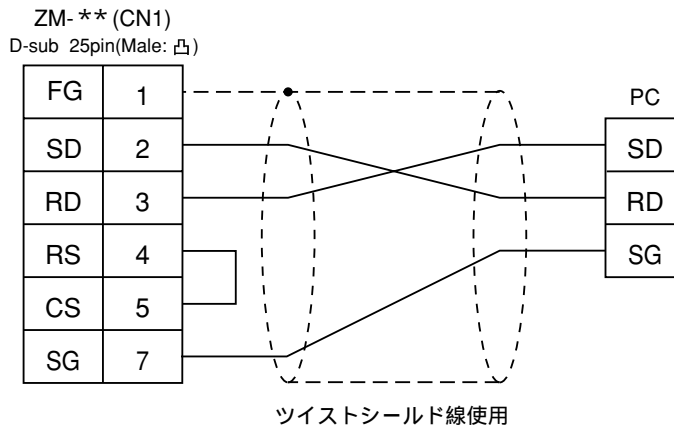 ZM-** (CN1)
D-sub 25pin(Male: 凸)
FG 1
PC
SD 2
SD
RD 3
RD
RS 4
SG
CS 5
SG 7
ツイストシールド線使用